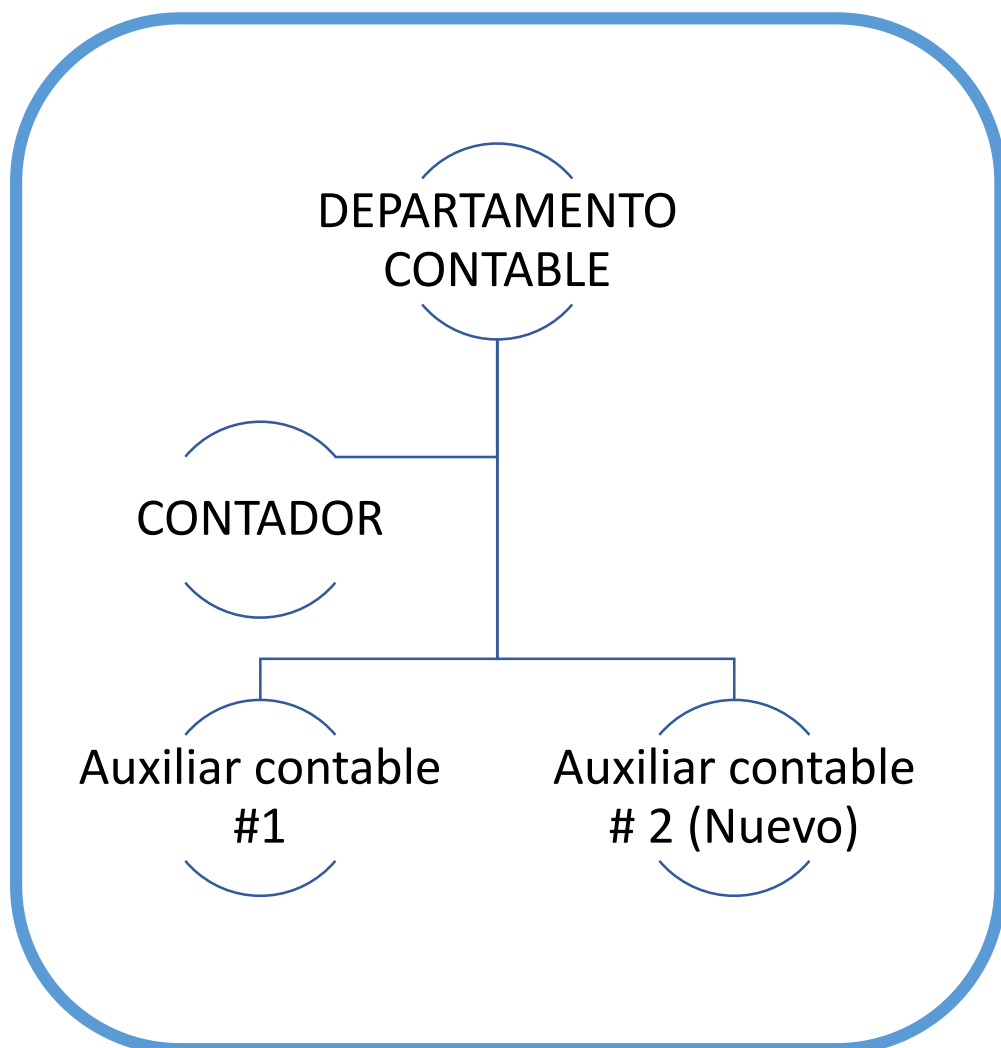 DEPARTAMENTO
CONTABLE
CONTADOR
Auxiliar contable
#1
Auxiliar contable
# 2 (Nuevo)